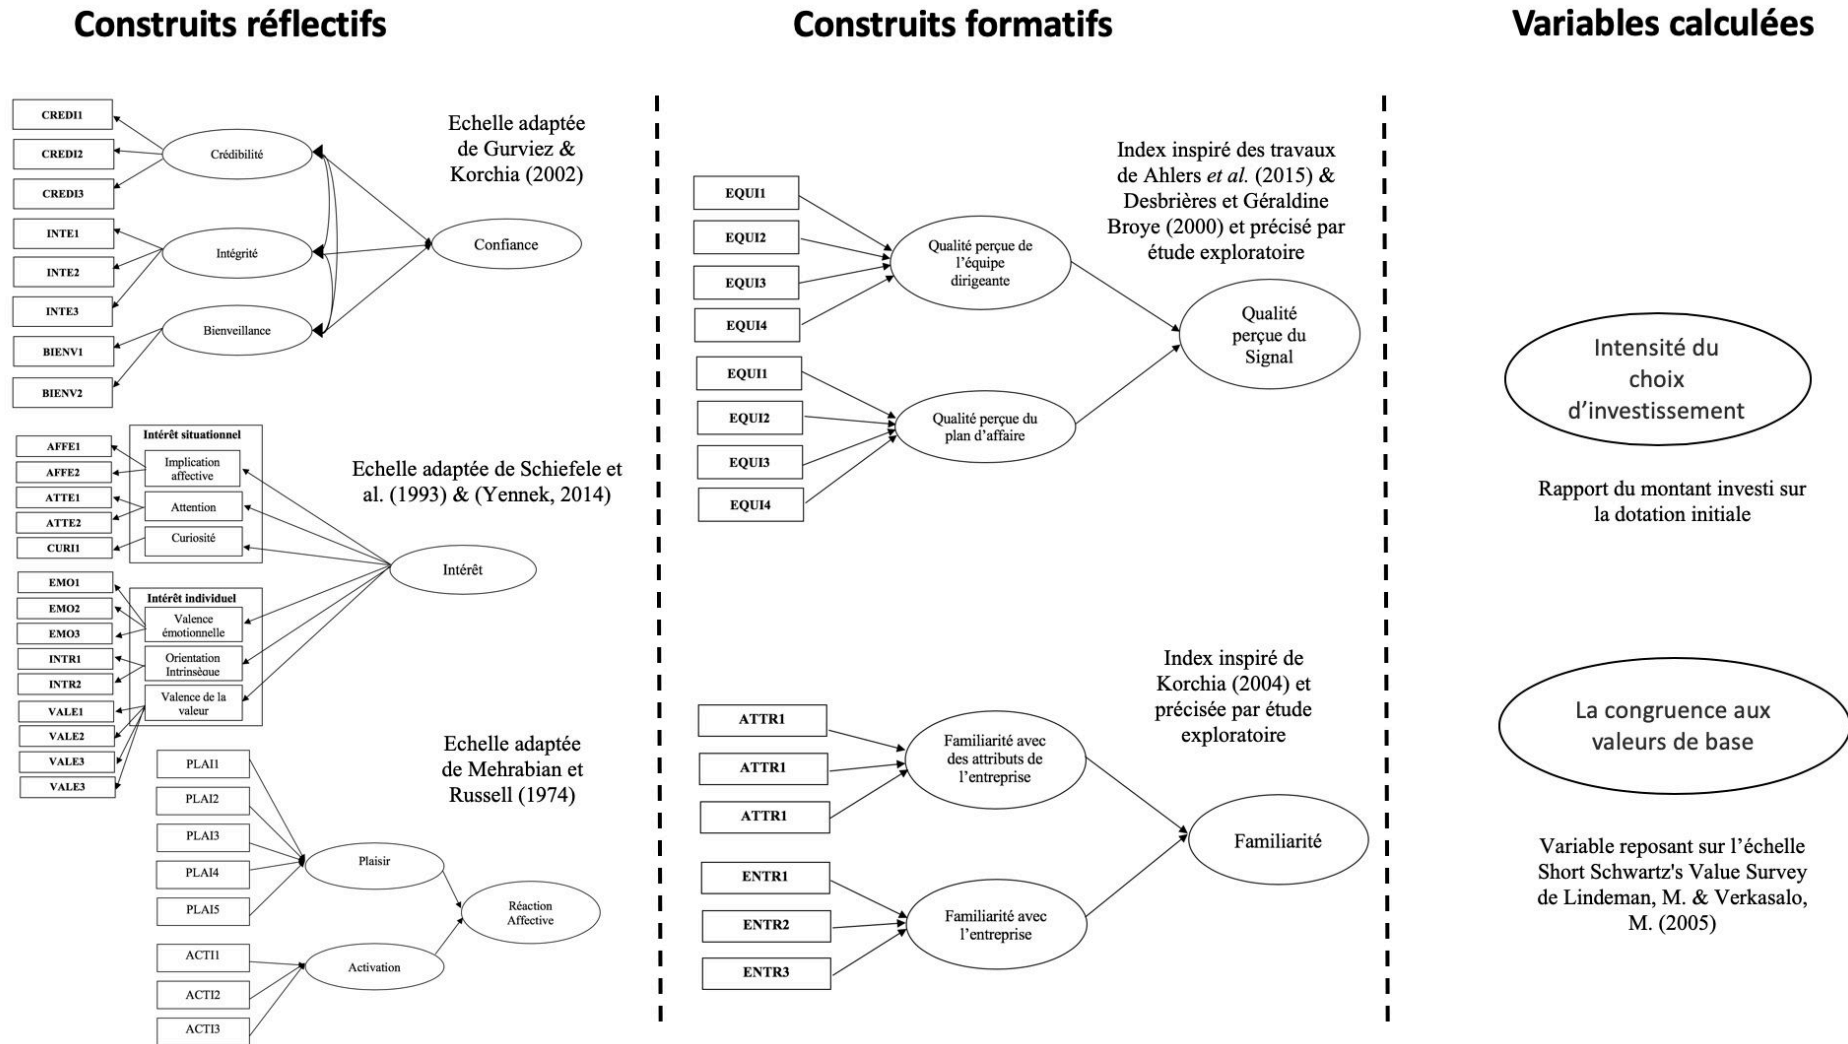 Construits réflectifs
CREDI1
CREDI2
CREDI3
INTE1
INTE2
INTE3
BIENV1
BIENV2
Crédibilité
Intégrité
Bienveillance
Confiance
Echelle adaptée
de Gurviez &
Korchia (2002)
AFFE1
AFFE2
ATTE1
ATTE2
CURI1
EMO1
EMO2
EMO3
INTR1
INTR2
VALE1
VALE2
VALE3
VALE3
Intérêt situationnel
Implication
affective
Attention
Curiosité
Intérêt individuel
Valence
émotionnelle
Orientation
Intrinsèque
Valence de la
valeur
Intérêt
Echelle adaptée de Schiefele et
al. (1993) & (Yennek, 2014)
PLAI1
PLAI2
PLAI3
PLAI4
PLAI5
ACTI1
ACTI2
ACTI3
Plaisir
Activation
Réaction
Affective
Echelle adaptée
de Mehrabian et
Russell (1974)
Construits formatifs
EQUI1
EQUI2
EQUI3
EQUI4
EQUI1
EQUI2
EQUI3
EQUI4
Qualité perçue de
l’équipe
dirigeante
Qualité perçue du
plan d’affaire
Index inspiré des travaux
de Ahlers et al. (2015) &
Desbrières et Géraldine
Broye (2000) et précisé par
étude exploratoire
Qualité
perçue du
Signal
ATTR1
ATTR1
ATTR1
ENTR1
ENTR2
ENTR3
Familiarité avec
des attributs de
l’entreprise
Familiarité avec
l’entreprise
Index inspiré de
Korchia (2004) et
précisée par étude
exploratoire
Familiarité
Variables calculées
Intensité du
choix
d’investissement
Rapport du montant investi sur
la dotation initiale
La congruence aux
valeurs de base
Variable reposant sur l’échelle
Short Schwartz's Value Survey
de Lindeman, M. & Verkasalo,
M. (2005)